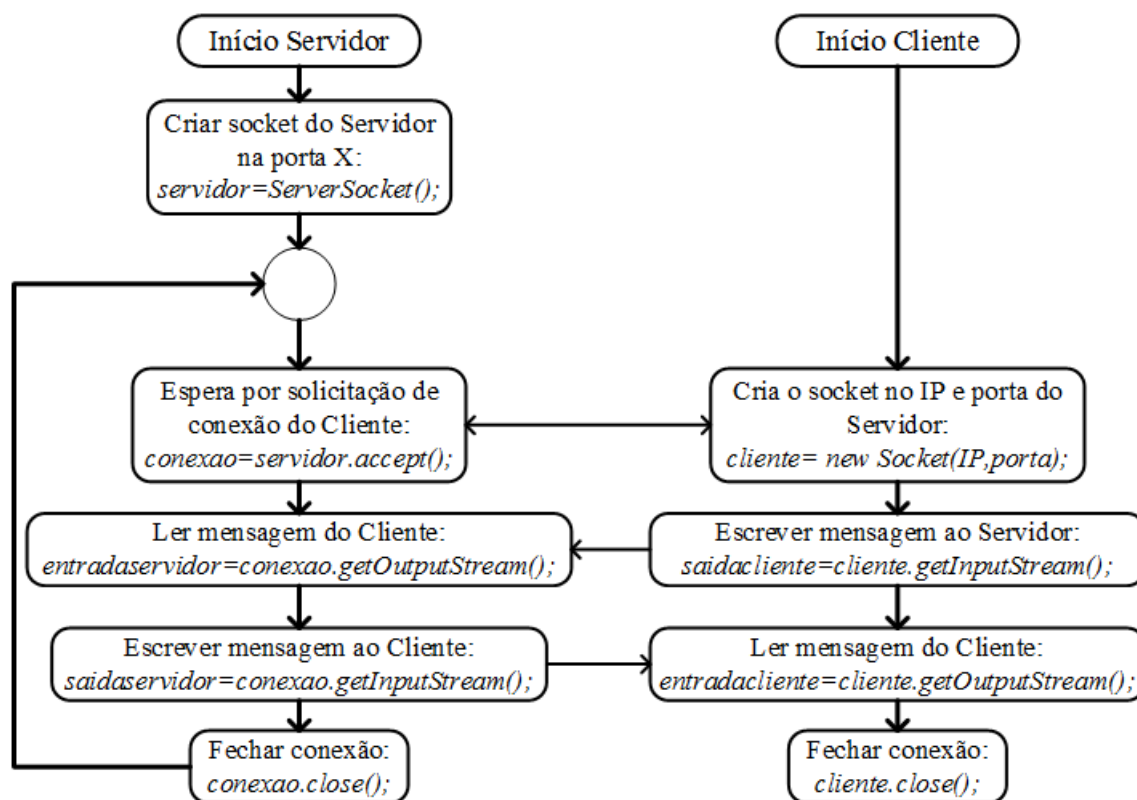 Início Servidor
Criar socket do Servidor
na porta X:
servidor=ServerSocket();
Espera por solicitação de
conexão do Cliente:
conexao=servidor.accept();
Ler mensagem do Cliente:
entradaservidor=conexao.getOutputStream();
Escrever mensagem ao Cliente:
saidaservidor=conexao.getInputStream();
Fechar conexão:
conexao.close();
Início Cliente
Cria o socket no IP e porta do
Servidor:
cliente= new Socket(IP,porta);
Escrever mensagem ao Servidor:
saidacliente=cliente.getInputStream();
Ler mensagem do Cliente:
entradacliente=cliente.getOutputStream();
Fechar conexão:
cliente.close();